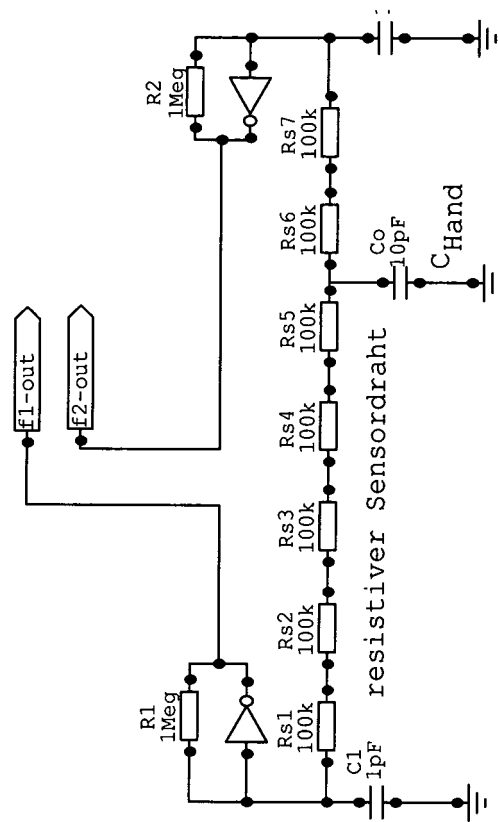 f1-out
f2-out
R1
1Meg
R2
1Meg
Rs1
100k
Rs2
100k
Rs3
100k
Rs4
100k
Rs5
100k
Rs6
100k
Rs7
100k
C1
1pF
Co
10pF
CHand
resistiver Sensordraht